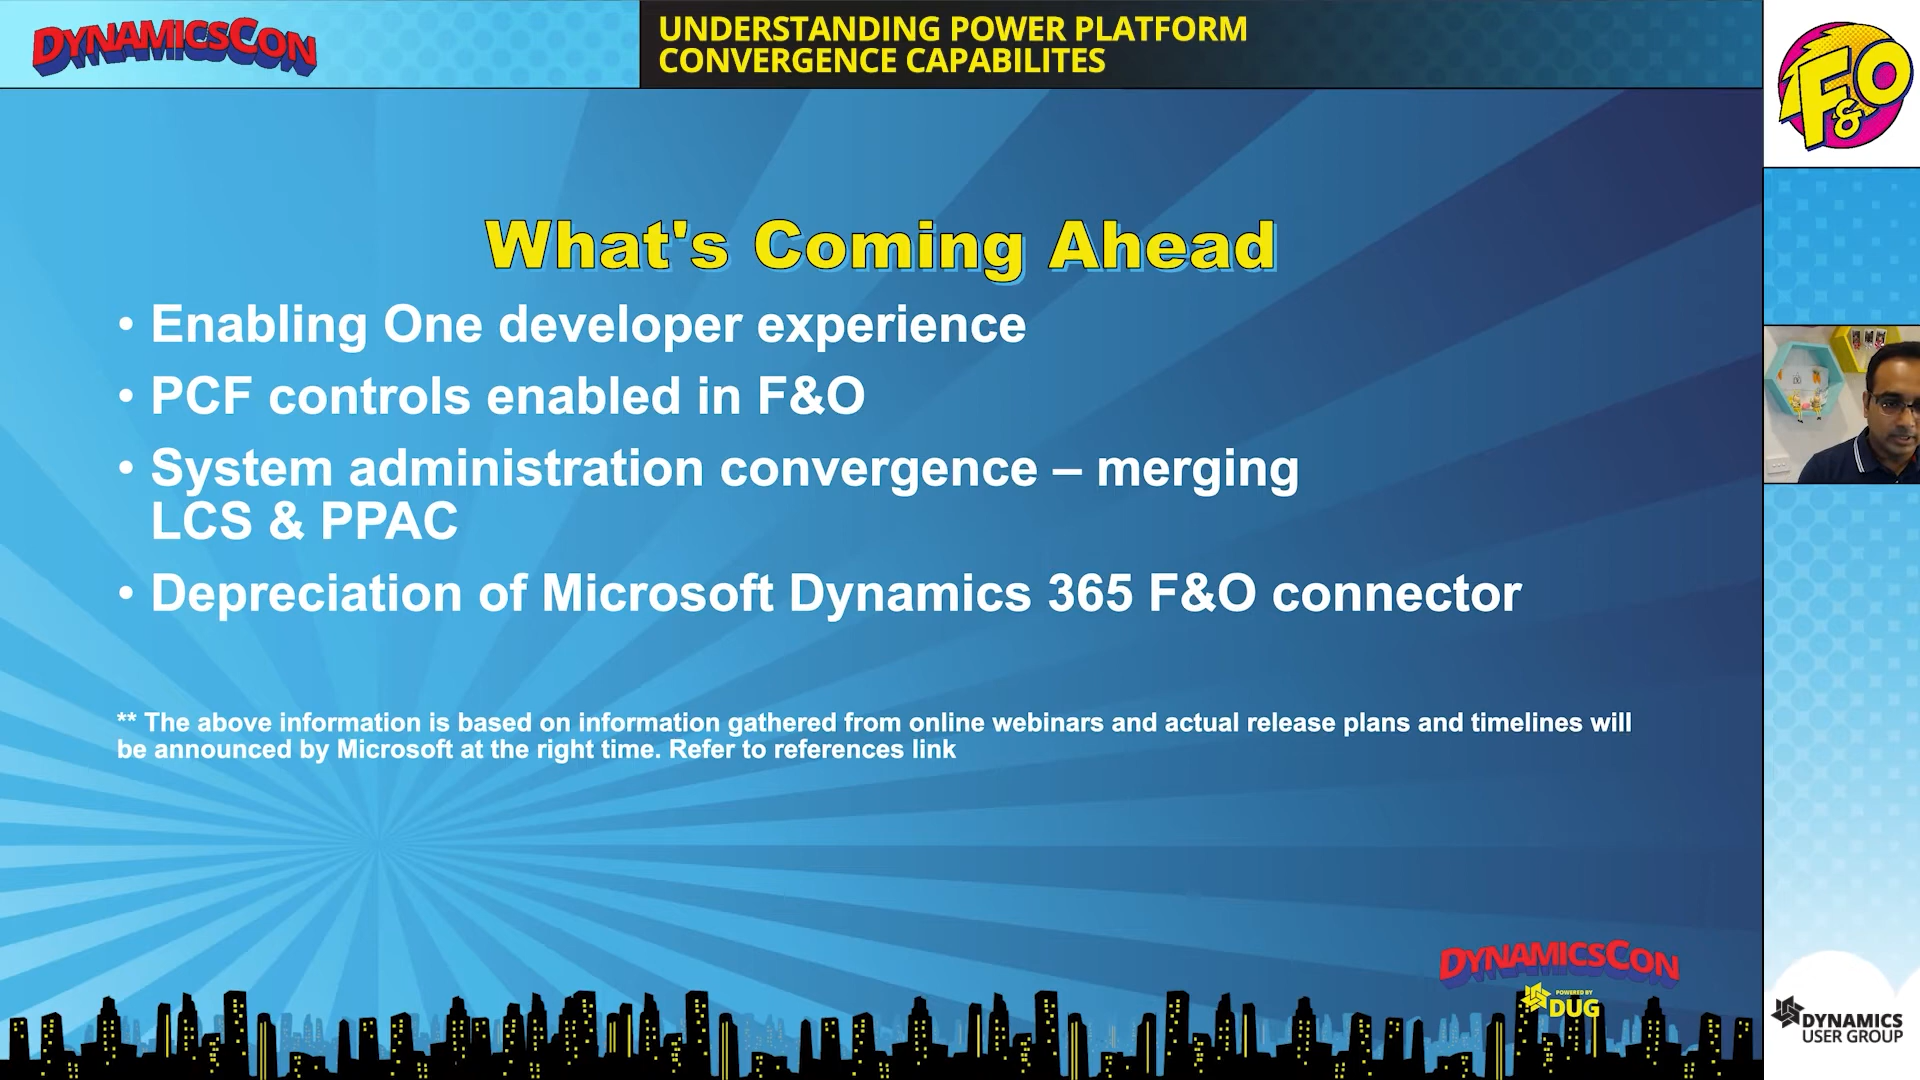 DYNAMICSCON
UNDERSTANDING POWER PLATFORM
CONVERGENCE CAPABILITES
F&O
What's Coming Ahead
• Enabling One developer experience
• PCF controls enabled in F&O
• System administration convergence – merging
LCS & PPAC
• Depreciation of Microsoft Dynamics 365 F&O connector
** The above information is based on information gathered from online webinars and actual release plans and timelines will
be announced by Microsoft at the right time. Refer to references link
DYNAMICSCON
POWERED BY
DUG
DYNAMICS
USER GROUP